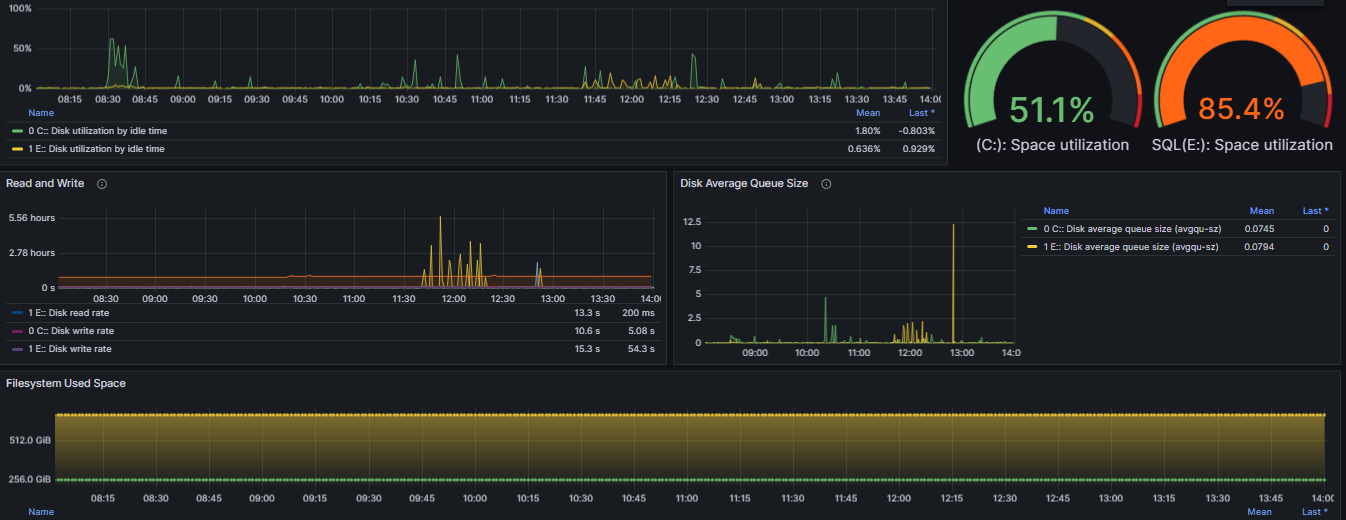 100%
50%
0%
08:15 08:30 08:45 09:00 09:15 09:30 09:45 10:00 10:15 10:30 10:45 11:00 11:15 11:30 11:45 12:00 12:15 12:30 12:45 13:00 13:15 13:30 13:45 14:00
Name Mean Last *
0 C:: Disk utilization by idle time 1.80% -0.803%
1 E:: Disk utilization by idle time 0.636% 0.929%
51.1%
(C:): Space utilization
85.4%
SQL(E:): Space utilization
Read and Write
5.56 hours
2.78 hours
0 s
08:30 09:00 09:30 10:00 10:30 11:00 11:30 12:00 12:30 13:00 13:30 14:00
1 E:: Disk read rate 13.3 s 200 ms
0 C:: Disk write rate 10.6 s 5.08 s
1 E:: Disk write rate 15.3 s 54.3 s
Disk Average Queue Size
12.5
10
7.5
5
2.5
0
09:00 10:00 11:00 12:00 13:00 14:0
Name Mean Last *
0 C:: Disk average queue size (avgqu-sz) 0.0745 0
1 E:: Disk average queue size (avgqu-sz) 0.0794 0
Filesystem Used Space
512.0 GiB
256.0 GiB
08:15 08:30 08:45 09:00 09:15 09:30 09:45 10:00 10:15 10:30 10:45 11:00 11:15 11:30 11:45 12:00 12:15 12:30 12:45 13:00 13:15 13:30 13:45 14:00
Name Mean Last *